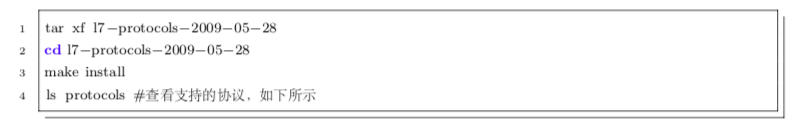 1 tar xf l7-protocols-2009-05-28
2 cd l7-protocols-2009-05-28
3 make install
4 ls protocols #查看支持的协议，如下所示